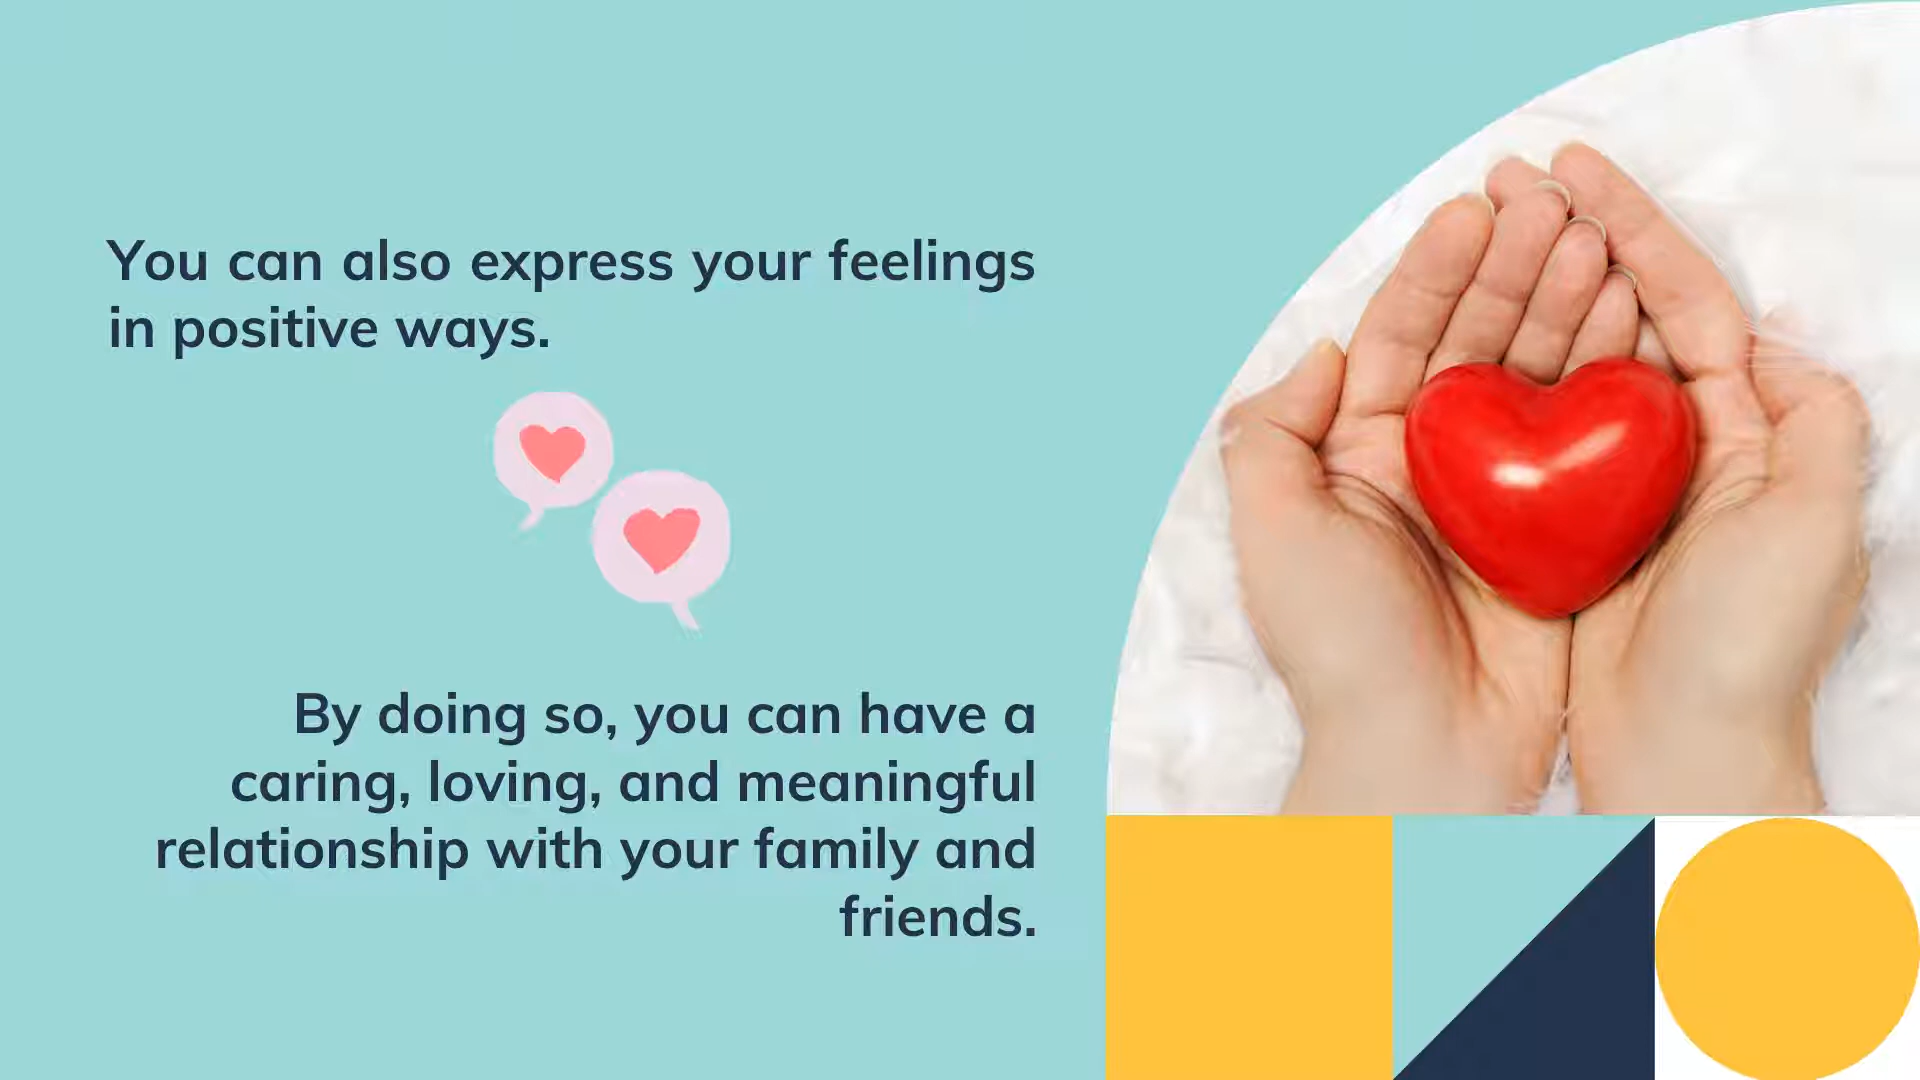 You can also express your feelings
in positive ways.
By doing so, you can have a
caring, loving, and meaningful
relationship with your family and
friends.